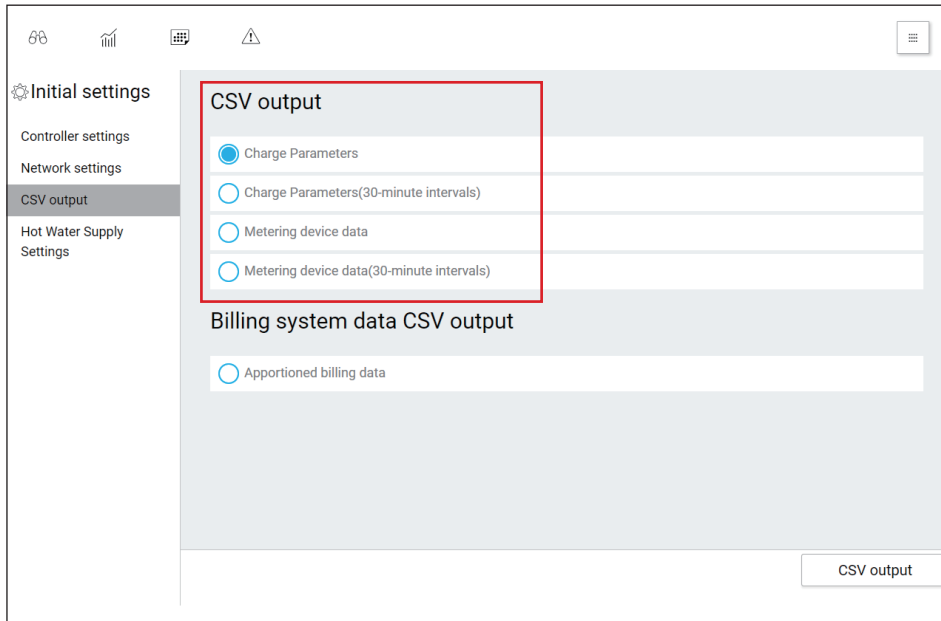 Initial settings
Controller settings
Network settings
CSV output
Hot Water Supply
Settings
CSV output
Charge Parameters
Charge Parameters(30-minute intervals)
Metering device data
Metering device data(30-minute intervals)
Billing system data CSV output
Apportioned billing data
CSV output